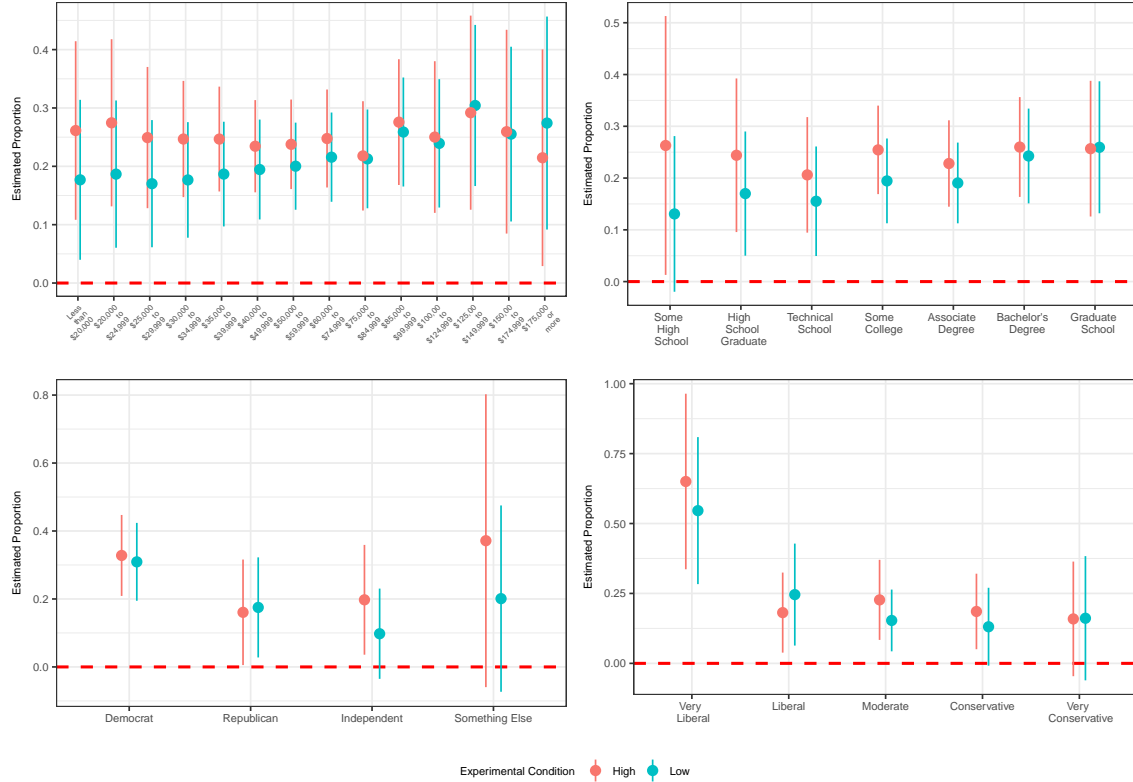 Estimated Proportion
0.4
0.3
0.2
0.1
0.0
Less
than
$20,000
$20,000
to
$24,999
$25,000
to
$29,999
$30,000
to
$34,999
$35,000
to
$39,999
$40,000
to
$49,999
$50,000
to
$59,999
$60,000
to
$74,999
$75,000
to
$84,999
$85,000
to
$99,999
$100,00
to
$124,999
$125,00
to
$149,999
$150,00
to
$174,999
$175,000
or
more
Estimated Proportion
0.5
0.4
0.3
0.2
0.1
0.0
Some
High
School
High
School
Graduate
Technical
School
Some
College
Associate
Degree
Bachelor's
Degree
Graduate
School
Estimated Proportion
0.8
0.6
0.4
0.2
0.0
Democrat
Republican
Independent
Something Else
Estimated Proportion
1.00
0.75
0.50
0.25
0.00
Very
Liberal
Liberal
Moderate
Conservative
Very
Conservative
Experimental Condition High Low